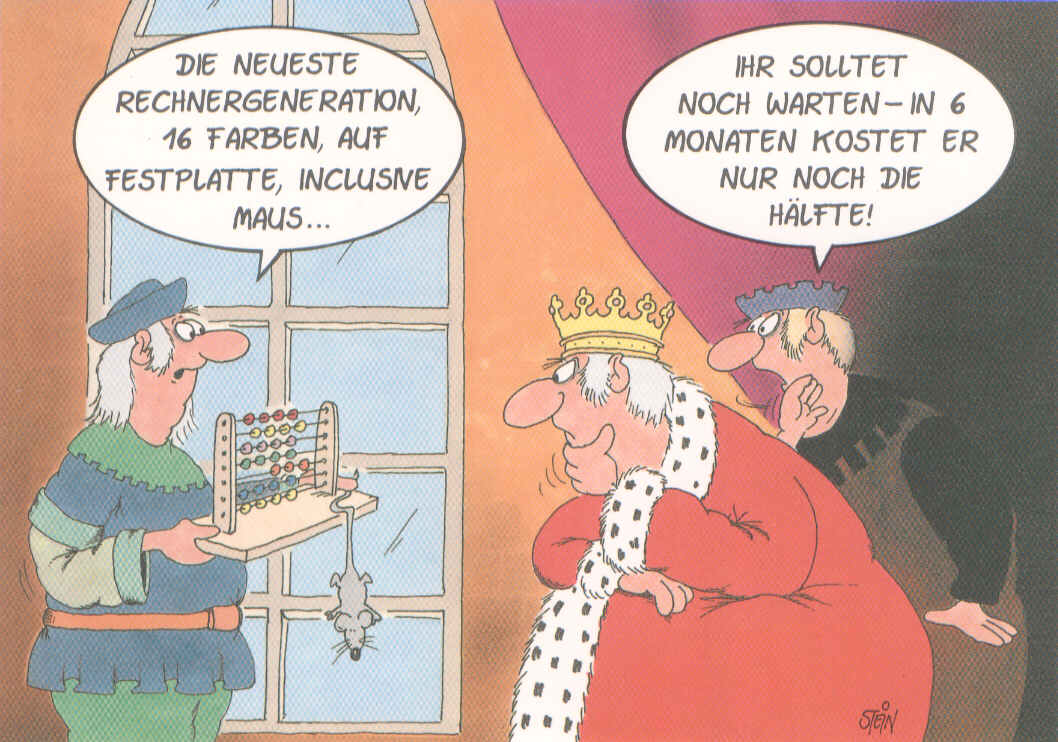 DIE NEUESTE
RECHNERGENERATION,
16 FARBEN, AUF
FESTPLATTE, INCLUSIVE
MAUS...
IHR SOLLTET
NOCH WARTEN – IN 6
MONATEN KOSTET ER
NUR NOCH DIE
HÄLFTE!
STEIN